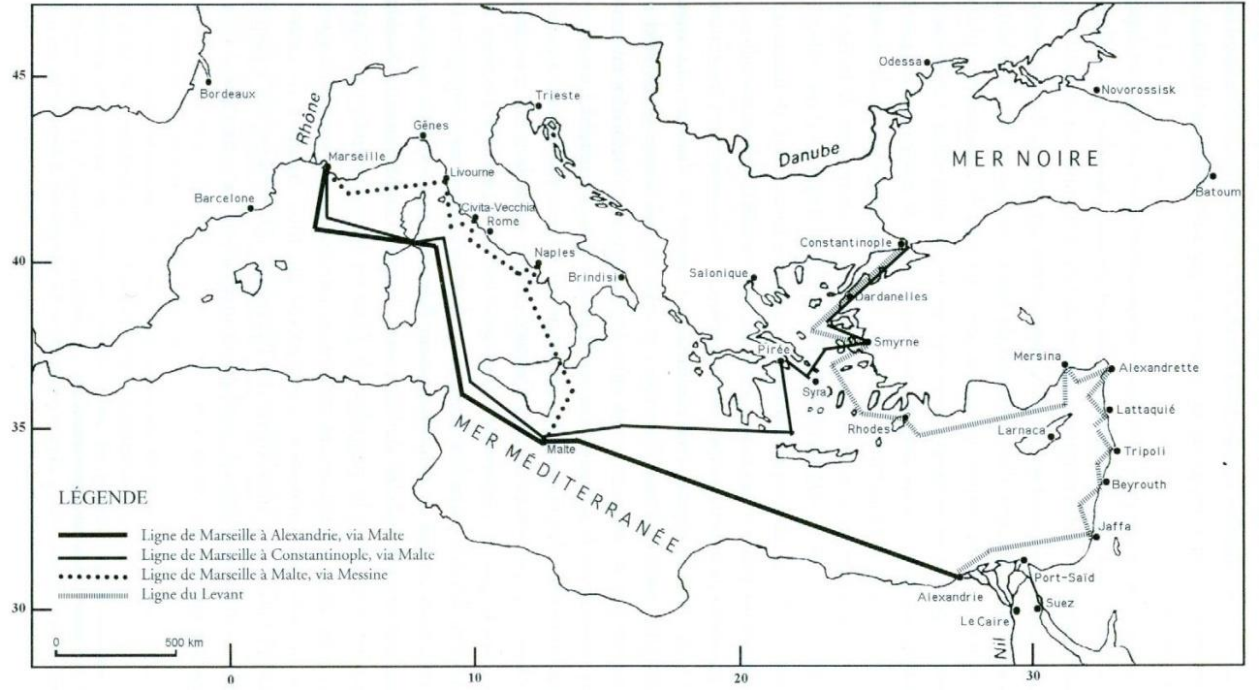 45
40
35
30
Bordeaux
Rhône
Gênes
Trieste
Marseille
Livourne
Barcelone
Civita-Vecchia
Rome
Naples
Brindisi
Odessa
Novorossisk
Danube
MER NOIRE
Batoum
Constantinople
Salonique
Dardanelles
Pirée
Smyrne
Syra
Mersina
Alexandrette
Rhodes
Larnaca
Lattaquié
Tripoli
Beyrouth
Jaffa
Malte
MER MÉDITERRANÉE
Alexandrie
Port-Saïd
Suez
Le Caire
Nil
LÉGENDE
Ligne de Marseille à Alexandrie, via Malte
Ligne de Marseille à Constantinople, via Malte
Ligne de Marseille à Malte, via Messine
Ligne du Levant
0 500 km
0
10
20
30